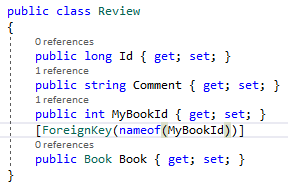 public class Review
{
0 references
public long Id { get; set; }
1 reference
public string Comment { get; set; }
1 reference
public int MyBookId { get; set; }
[ForeignKey(nameof(MyBookId))]
0 references
public Book Book { get; set; }
}